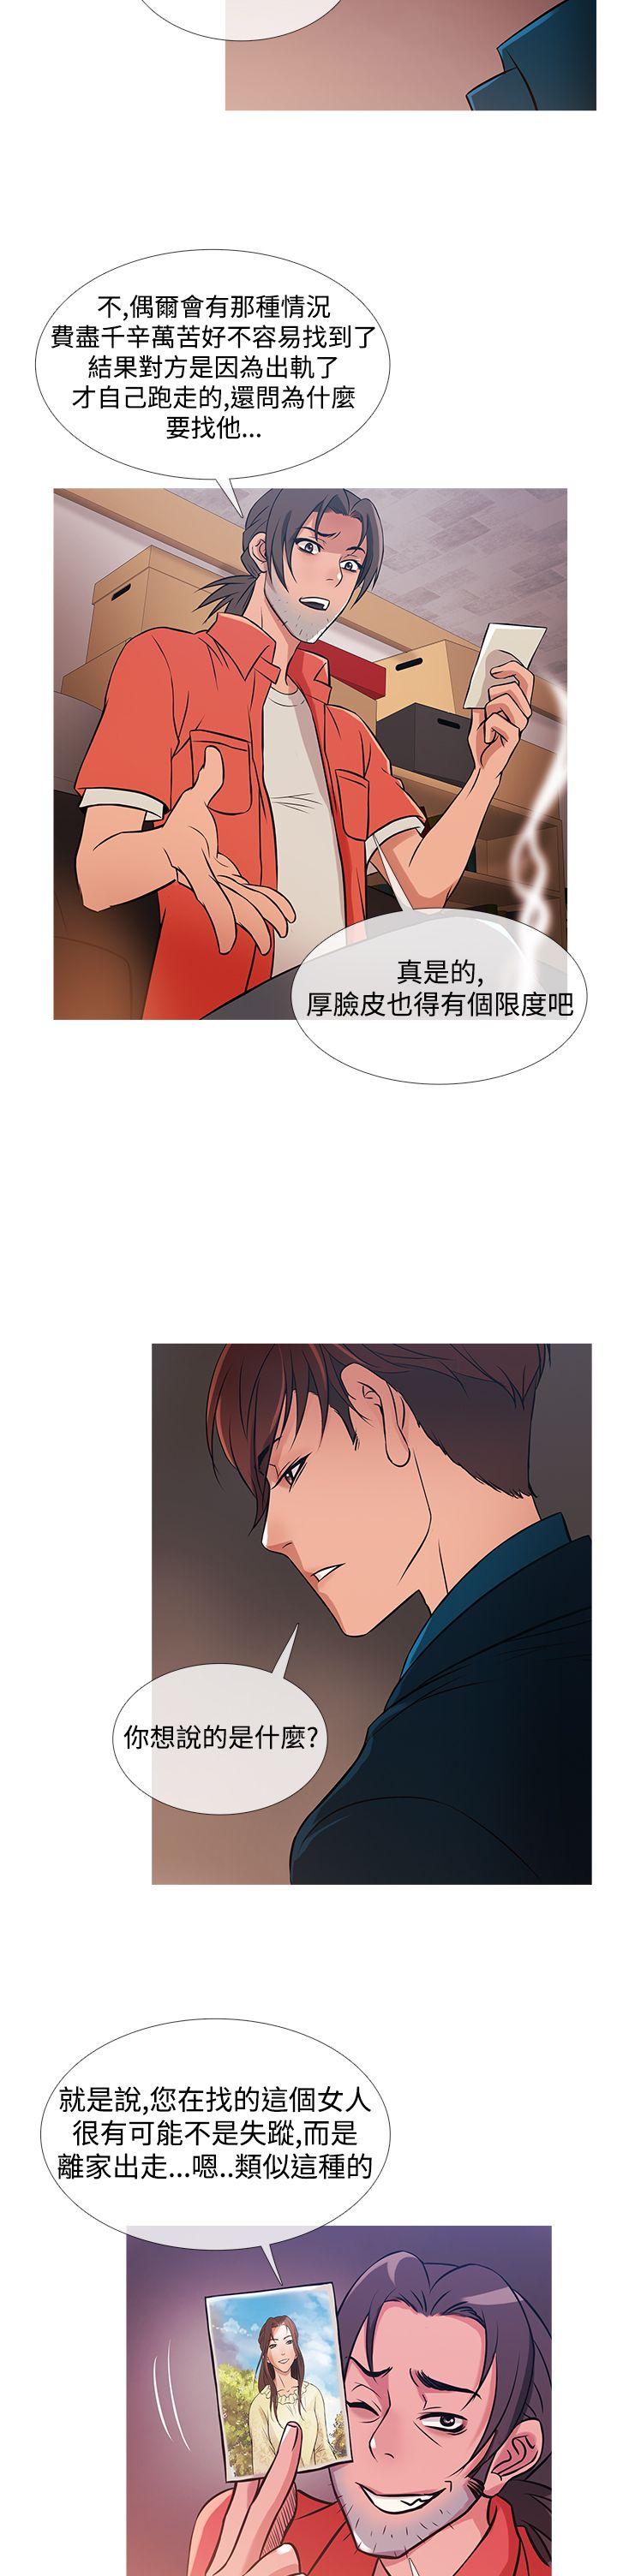 不,偶爾會有那種情況
費盡千辛萬苦好不容易找到了
結果對方是因為出軌了
才自己跑走的,還問為什麼
要找他...
真是的,
厚臉皮也得有個限度吧
你想說的是什麼?
就是說,您在找的這個女人
很有可能不是失蹤,而是
離家出走...嗯..類似這種的